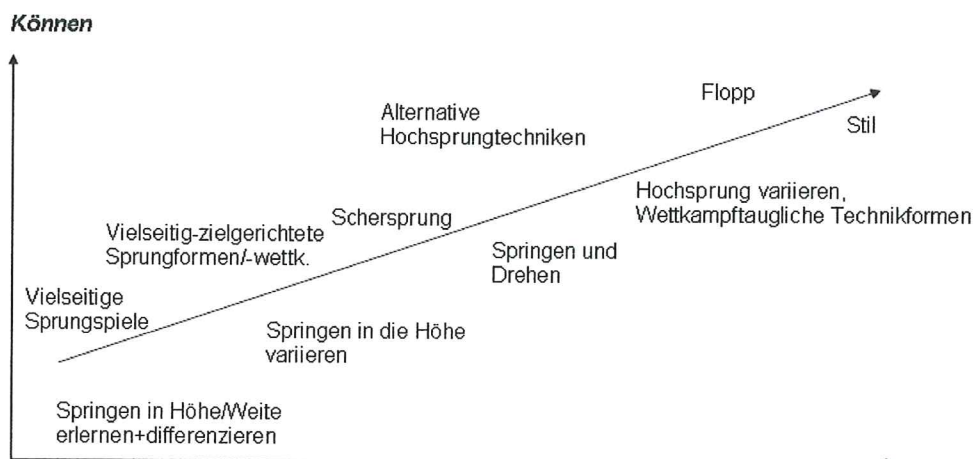 Können
Flopp
Alternative
Hochsprungtechniken
Stil
Hochsprung variieren,
Wettkampftaugliche Technikformen
Schersprung
Vielseitig-zielgerichtete
Sprungformen/-wettk.
Springen und
Drehen
Vielseitige
Sprungspiele
Springen in die Höhe
variieren
Springen in Höhe/Weite
erlernen+differenzieren